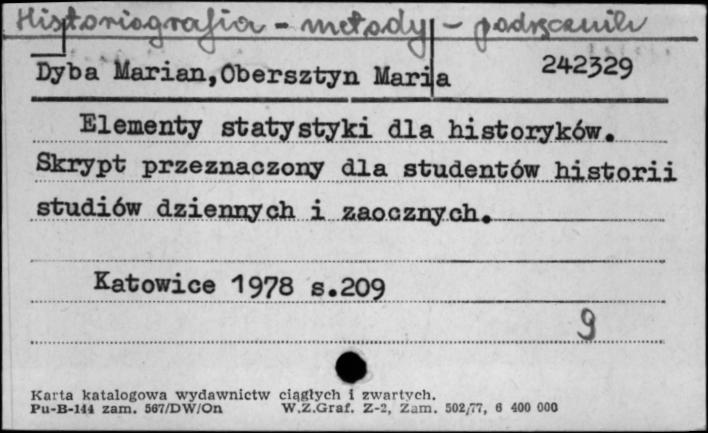 Historiografia - metody - podręcznik
Dyba Marian,Obersztyn Maria 242329
Elementy statystyki dla historyków.
Skrypt przeznaczony dla studentów historii
studiów dziennych i zaocznych.
Katowice 1978 s.209
9
Karta katalogowa wydawnictw ciągłych i zwartych.
Pu-B-144 zam. 567/DW/On W.Z.Graf. Z-2, Zam. 502/77, 6 400 000